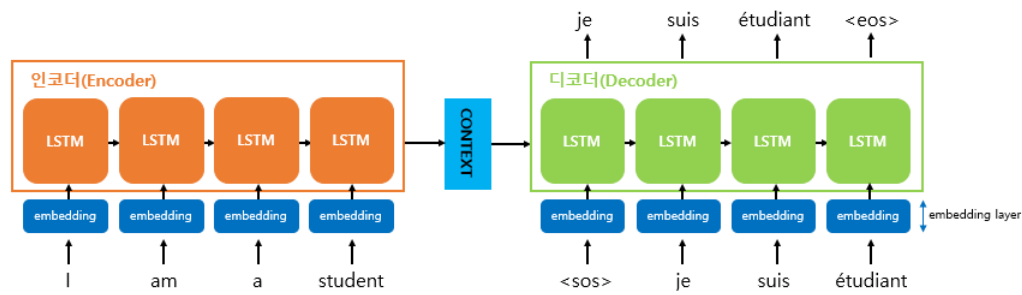 je suis étudiant <eos>
인코더(Encoder)
디코더(Decoder)
LSTM LSTM LSTM LSTM
CONTEXT
LSTM LSTM LSTM LSTM
embedding embedding embedding embedding
embedding embedding embedding embedding
embedding layer
I am a student
<sos> je suis étudiant